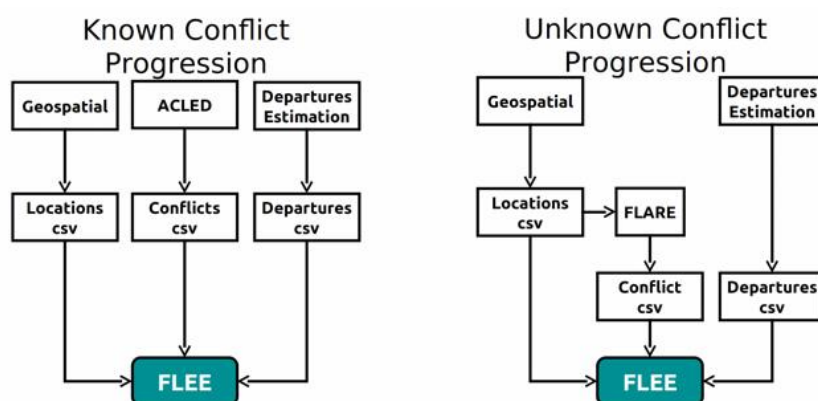 Known Conflict
Progression
Geospatial
ACLED
Departures
Estimation
Locations
csv
Conflicts
csv
Departures
csv
FLEE
Unknown Conflict
Progression
Geospatial
Departures
Estimation
Locations
csv
FLARE
Conflict
csv
Departures
csv
FLEE